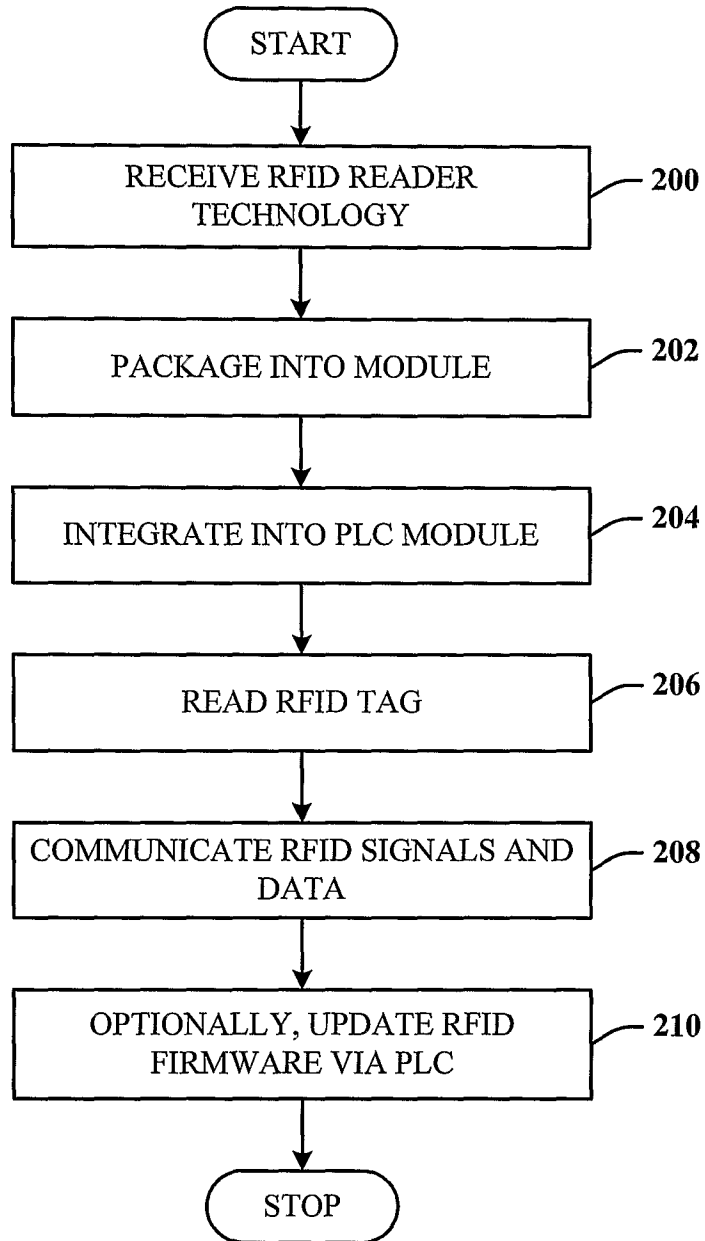 START
RECEIVE RFID READER
TECHNOLOGY
200
PACKAGE INTO MODULE
202
INTEGRATE INTO PLC MODULE
204
READ RFID TAG
206
COMMUNICATE RFID SIGNALS AND
DATA
208
OPTIONALLY, UPDATE RFID
FIRMWARE VIA PLC
210
STOP